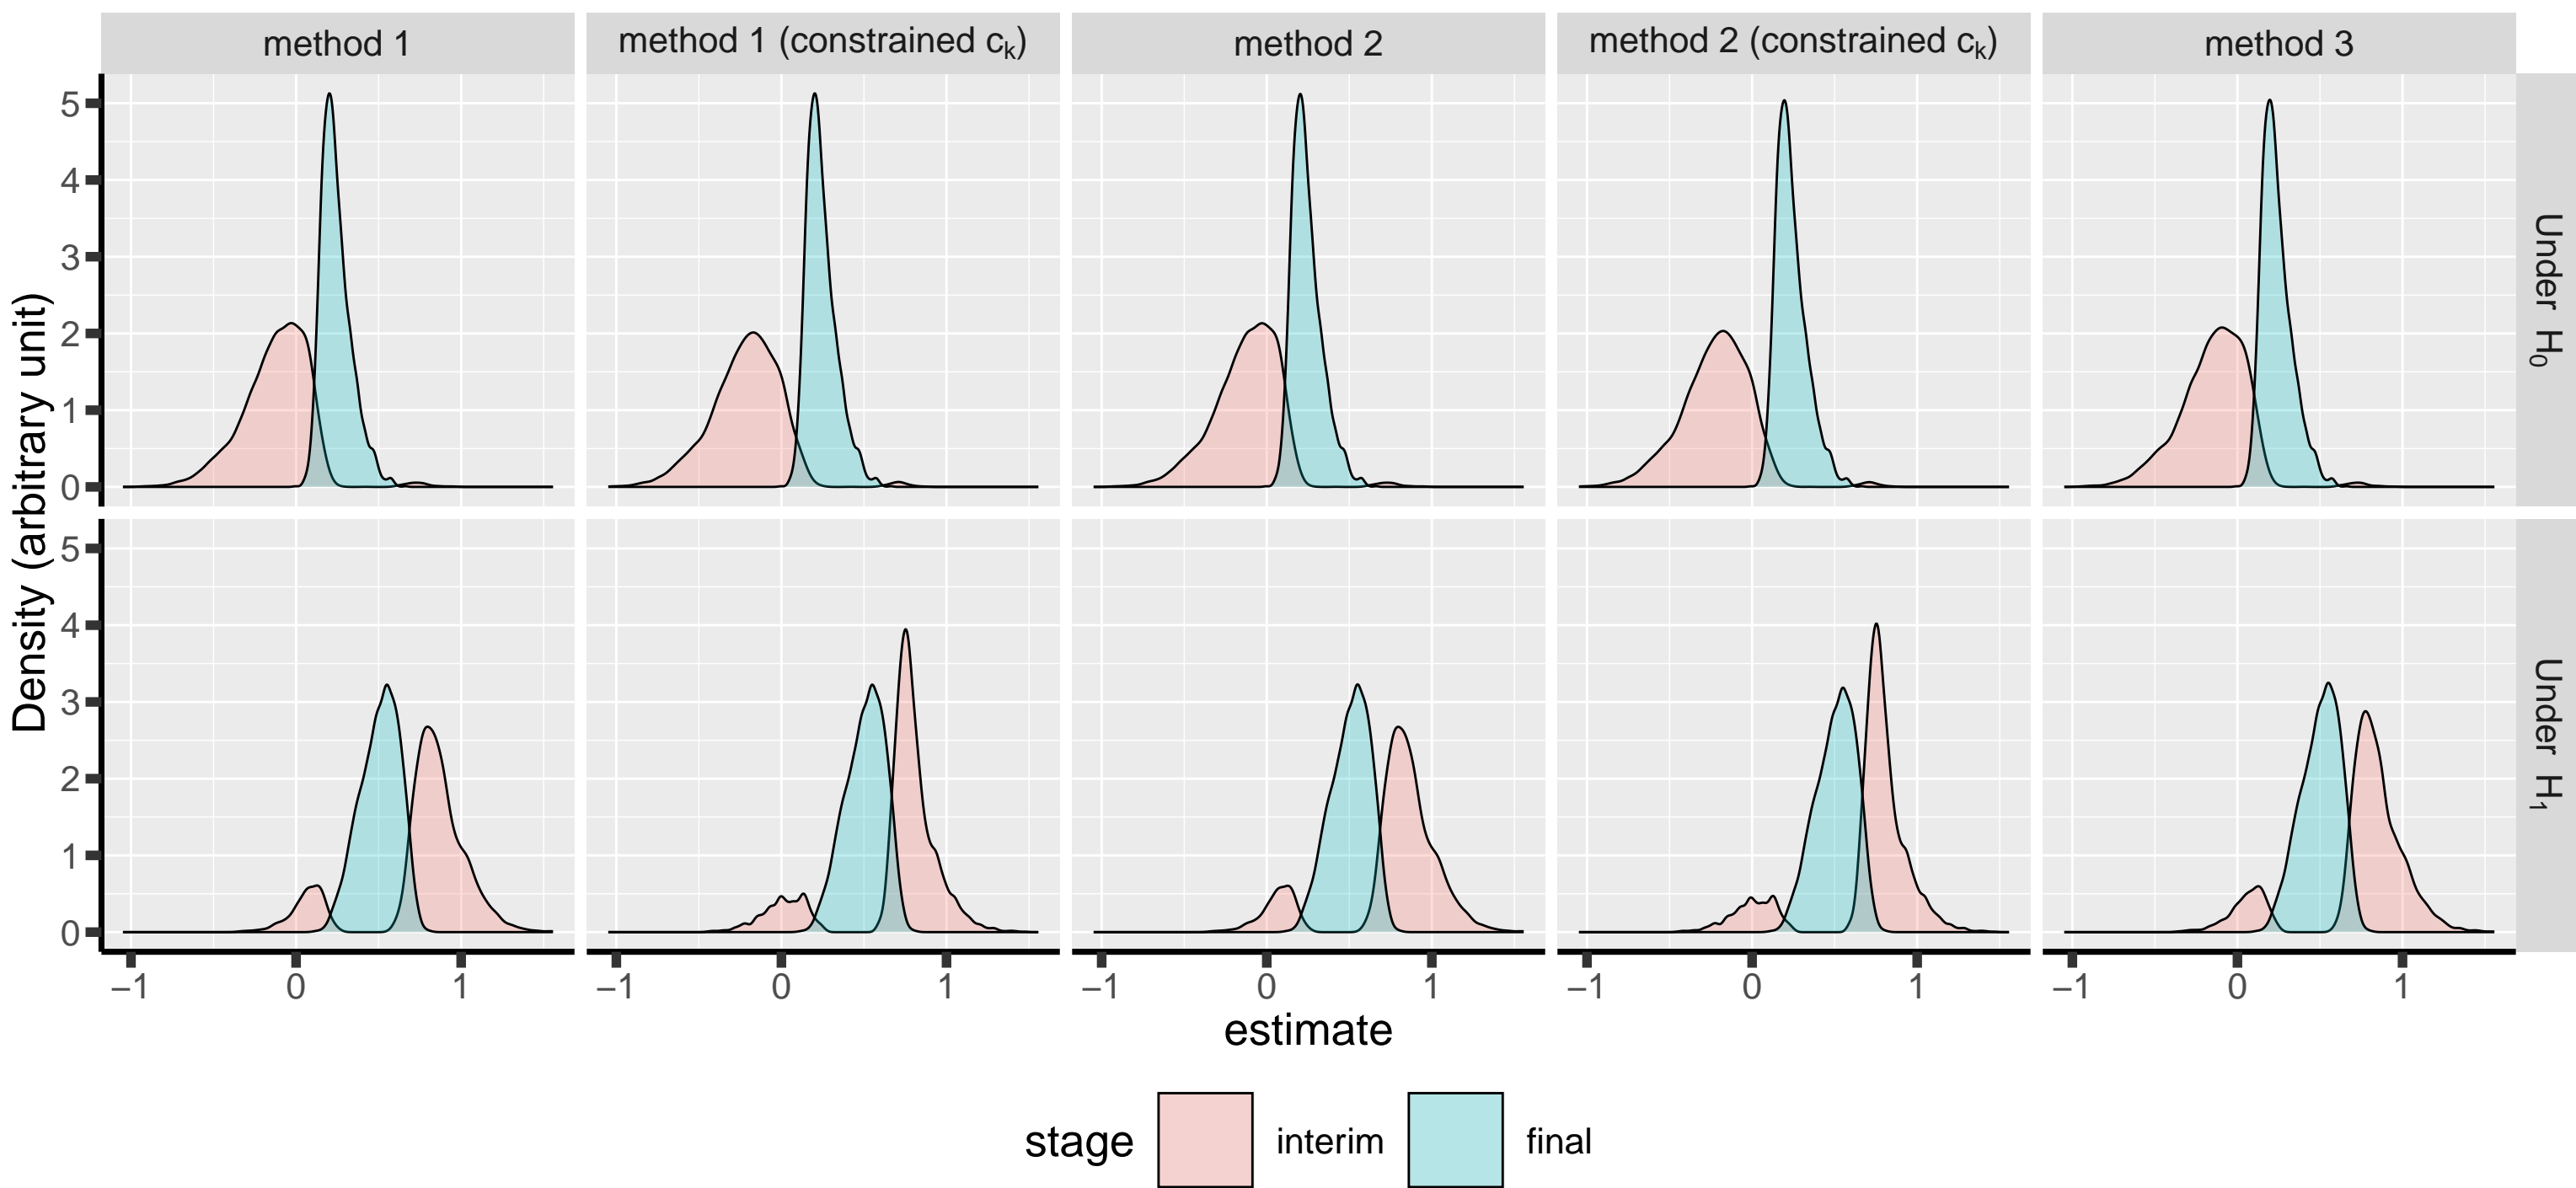 method 1
method 1 (constrained cₖ)
method 2
method 2 (constrained cₖ)
method 3
Density (arbitrary unit)
5
4
3
2
1
0
Under H₀
5
4
3
2
1
0
Under H₁
−1 0 1
−1 0 1
−1 0 1
−1 0 1
−1 0 1
estimate
stage interim final